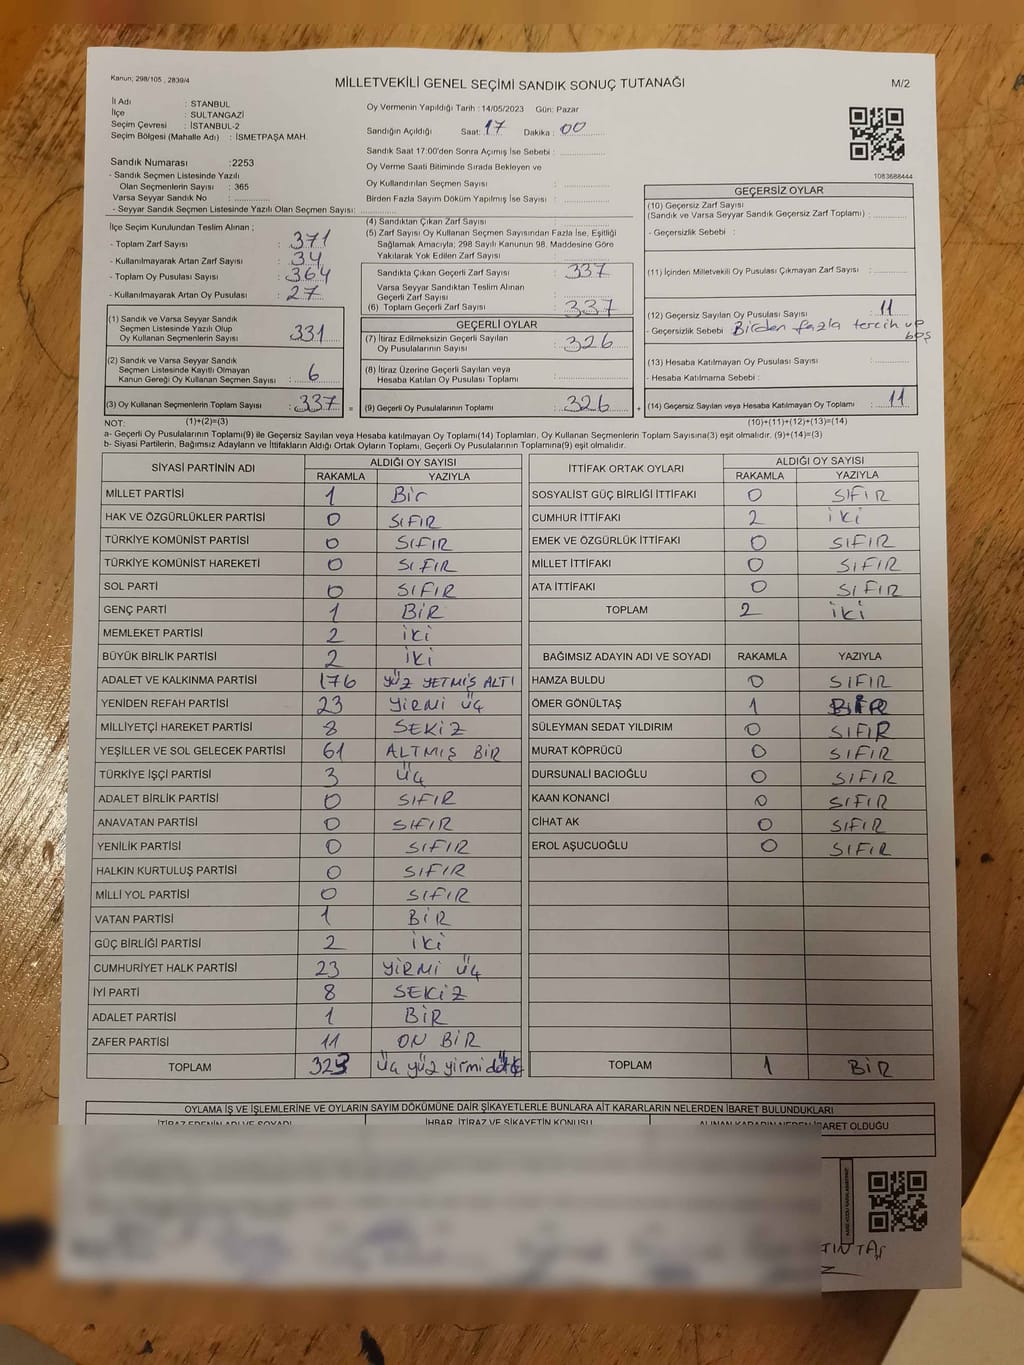 Kanun; 298/105 , 2839/4
MİLLETVEKİLİ GENEL SEÇİMİ SANDIK SONUÇ TUTANAĞI
M/2
İl Adı : STANBUL
İlçe : SULTANGAZİ
Seçim Çevresi : İSTANBUL-2
Seçim Bölgesi (Mahalle Adı) : İSMETPAŞA MAH.
Sandık Numarası :2253
- Sandık Seçmen Listesinde Yazılı
Olan Seçmenlerin Sayısı : 365
Varsa Seyyar Sandık No :
- Seyyar Sandık Seçmen Listesinde Yazılı Olan Seçmen Sayısı:
Oy Vermenin Yapıldığı Tarih : 14/05/2023 Gün: Pazar
Sandığın Açıldığı Saat: 17 Dakika : 00
Sandık Saat 17:00'den Sonra Açımış İse Sebebi :
Oy Verme Saati Bitiminde Sırada Bekleyen ve
Oy Kullandırılan Seçmen Sayısı :
Birden Fazla Sayım Döküm Yapılmış İse Sayısı :
1083688444
İlçe Seçim Kurulundan Teslim Alınan ;
- Toplam Zarf Sayısı : 371
- Kullanılmayarak Artan Zarf Sayısı : 34
- Toplam Oy Pusulası Sayısı : 364
- Kullanılmayarak Artan Oy Pusulası : 27
(1) Sandık ve Varsa Seyyar Sandık
Seçmen Listesinde Yazılı Olup
Oy Kullanan Seçmenlerin Sayısı : 331
(2) Sandık ve Varsa Seyyar Sandık
Seçmen Listesinde Kayıtlı Olmayan
Kanun Gereği Oy Kullanan Seçmen Sayısı : 6
(3) Oy Kullanan Seçmenlerin Toplam Sayısı : 337 =
(4) Sandıktan Çıkan Zarf Sayısı :
(5) Zarf Sayısı Oy Kullanan Seçmen Sayısından Fazla İse, Eşitliği
Sağlamak Amacıyla; 298 Sayılı Kanunun 98. Maddesine Göre
Yakılarak Yok Edilen Zarf Sayısı :
Sandıkta Çıkan Geçerli Zarf Sayısı : 337
Varsa Seyyar Sandıktan Teslim Alınan
Geçerli Zarf Sayısı :
(6) Toplam Geçerli Zarf Sayısı : 337
GEÇERLİ OYLAR
(7) İtiraz Edilmeksizin Geçerli Sayılan
Oy Pusulalarının Sayısı : 326
(8) İtiraz Üzerine Geçerli Sayılan veya
Hesaba Katılan Oy Pusulası Toplamı :
(9) Geçerli Oy Pusulalarının Toplamı : 326 +
GEÇERSİZ OYLAR
(10) Geçersiz Zarf Sayısı
(Sandık ve Varsa Seyyar Sandık Geçersiz Zarf Toplamı) :
- Geçersizlik Sebebi :
(11) İçinden Milletvekili Oy Pusulası Çıkmayan Zarf Sayısı :
(12) Geçersiz Sayılan Oy Pusulası Sayısı : 11
- Geçersizlik Sebebi : Birden fazla tercih
boş
(13) Hesaba Katılmayan Oy Pusulası Sayısı :
- Hesaba Katılmama Sebebi :
(14) Geçersiz Sayılan veya Hesaba Katılmayan Oy Toplamı : 11
NOT: (1)+(2)=(3) (10)+(11)+(12)+(13)=(14)
a- Geçerli Oy Pusulalarının Toplamı(9) ile Geçersiz Sayılan veya Hesaba katılmayan Oy Toplamı(14) Toplamları, Oy Kullanan Seçmenlerin Toplam Sayısına(3) eşit olmalıdır. (9)+(14)=(3)
b- Siyasi Partilerin, Bağımsız Adayların ve İttifakların Aldığı Ortak Oyların Toplamı, Geçerli Oy Pusulalarının Toplamına(9) eşit olmalıdır.
SİYASİ PARTİNİN ADI ALDIĞI OY SAYISI
RAKAMLA YAZIYLA
MİLLET PARTİSİ 1 Bir
HAK VE ÖZGÜRLÜKLER PARTİSİ 0 SIFIR
TÜRKİYE KOMÜNİST PARTİSİ 0 SIFIR
TÜRKİYE KOMÜNİST HAREKETİ 0 SIFIR
SOL PARTİ 0 SIFIR
GENÇ PARTİ 1 BİR
MEMLEKET PARTİSİ 2 İKİ
BÜYÜK BİRLİK PARTİSİ 2 İKİ
ADALET VE KALKINMA PARTİSİ 176 YÜZ YETMİŞ ALTI
YENİDEN REFAH PARTİSİ 23 YİRMİ ÜÇ
MİLLİYETÇİ HAREKET PARTİSİ 8 SEKİZ
YEŞİLLER VE SOL GELECEK PARTİSİ 61 ALTMIŞ BİR
TÜRKİYE İŞÇİ PARTİSİ 3 ÜÇ
ADALET BİRLİK PARTİSİ 0 SIFIR
ANAVATAN PARTİSİ 0 SIFIR
YENİLİK PARTİSİ 0 SIFIR
HALKIN KURTULUŞ PARTİSİ 0 SIFIR
MİLLİ YOL PARTİSİ 0 SIFIR
VATAN PARTİSİ 1 BİR
GÜÇ BİRLİĞİ PARTİSİ 2 İKİ
CUMHURİYET HALK PARTİSİ 23 YİRMİ ÜÇ
İYİ PARTİ 8 SEKİZ
ADALET PARTİSİ 1 BİR
ZAFER PARTİSİ 11 ON BİR
TOPLAM 323 Üç yüz yirmi
İTTİFAK ORTAK OYLARI ALDIĞI OY SAYISI
RAKAMLA YAZIYLA
SOSYALİST GÜÇ BİRLİĞİ İTTİFAKI 0 SIFIR
CUMHUR İTTİFAKI 2 İKİ
EMEK VE ÖZGÜRLÜK İTTİFAKI 0 SIFIR
MİLLET İTTİFAKI 0 SIFIR
ATA İTTİFAKI 0 SIFIR
TOPLAM 2 İKİ
BAĞIMSIZ ADAYIN ADI VE SOYADI RAKAMLA YAZIYLA
HAMZA BULDU 0 SIFIR
ÖMER GÖNÜLTAŞ 1 BİR
SÜLEYMAN SEDAT YILDIRIM 0 SIFIR
MURAT KÖPRÜCÜ 0 SIFIR
DURSUNALİ BACIOĞLU 0 SIFIR
KAAN KONANCİ 0 SIFIR
CİHAT AK 0 SIFIR
EROL AŞUCUOĞLU 0 SIFIR
TOPLAM 1 BİR
OYLAMA İŞ VE İŞLEMLERİNE VE OYLARIN SAYIM DÖKÜMÜNE DAİR ŞİKAYETLERLE BUNLARA AİT KARARLARIN NELERDEN İBARET BULUNDUKLARI
İTİRAZ EDENİN ADI VE SOYADI İHBAR, İTİRAZ VE ŞİKAYETİN KONUSU ALINAN KARARIN NEDEN İBARET OLDUĞU